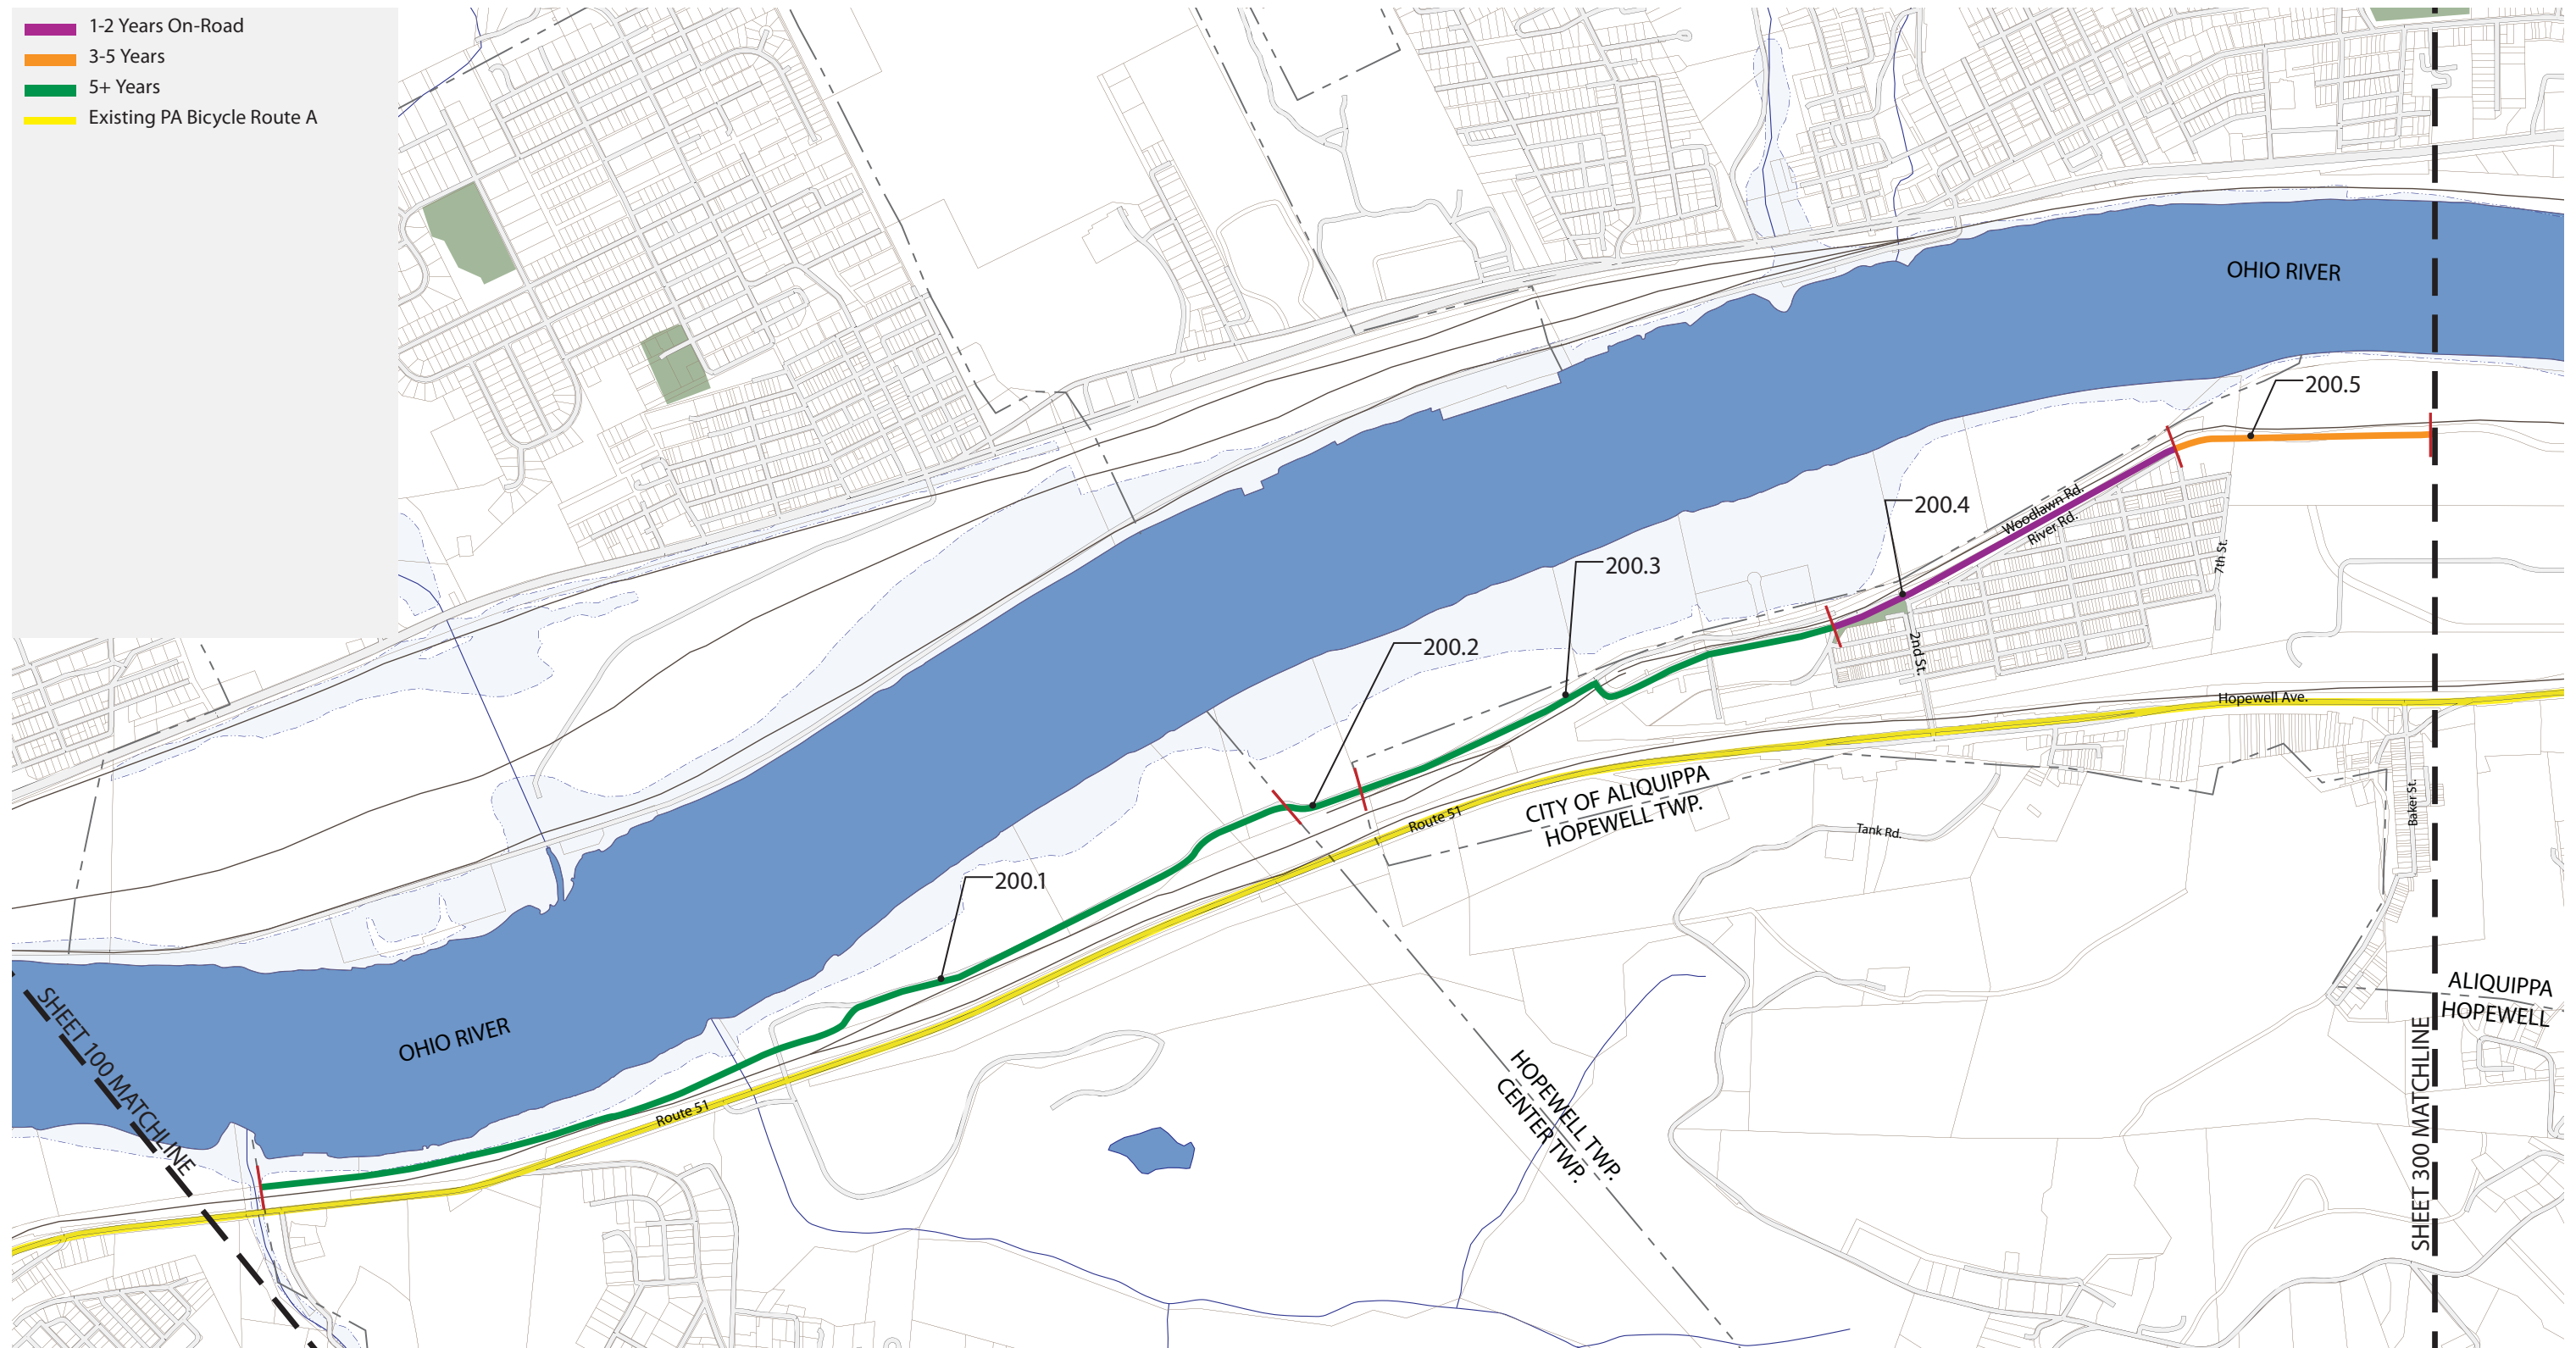 1-2 Years On-Road
3-5 Years
5+ Years
Existing PA Bicycle Route A
OHIO RIVER
200.5
200.4
Woodlawn Rd.
River Rd.
7th St.
200.3
2nd St.
200.2
Hopewell Ave.
CITY OF ALIQUIPPA
HOPEWELL TWP.
Route 51
Tank Rd.
Baker St.
200.1
ALIQUIPPA
HOPEWELL
SHEET 100 MATCHLINE
OHIO RIVER
Route 51
HOPEWELL TWP.
CENTER TWP.
SHEET 300 MATCHLINE